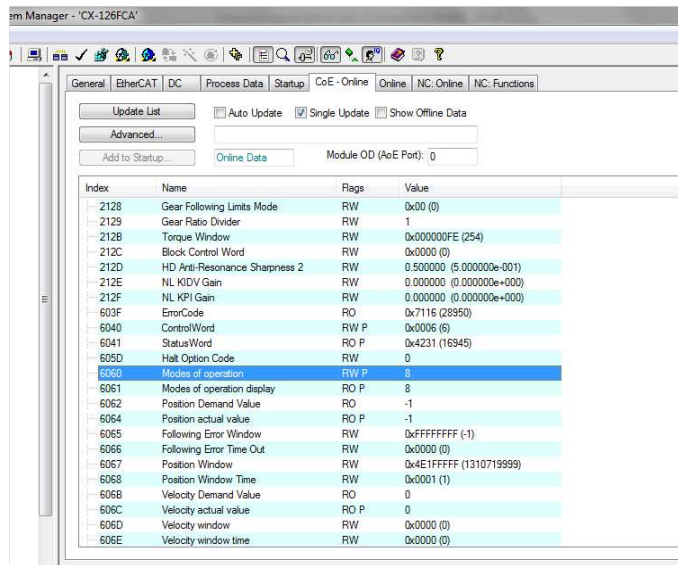 em Manager - 'CX-126FCA'
General EtherCAT DC Process Data Startup CoE - Online Online NC: Online NC: Functions
Update List Auto Update Single Update Show Offline Data
Advanced...
Add to Startup... Online Data Module OD (AoE Port): 0
Index Name Flags Value
2128 Gear Following Limits Mode RW 0x00 (0)
2129 Gear Ratio Divider RW 1
212B Torque Window RW 0x000000FE (254)
212C Block Control Word RW 0x0000 (0)
212D HD Anti-Resonance Sharpness 2 RW 0.500000 (5.000000e-001)
212E NL KIDV Gain RW 0.000000 (0.000000e+000)
212F NL KPI Gain RW 0.000000 (0.000000e+000)
603F ErrorCode RO 0x7116 (28950)
6040 ControlWord RW P 0x0006 (6)
6041 StatusWord RO P 0x4231 (16945)
605D Halt Option Code RW 0
6060 Modes of operation RW P 8
6061 Modes of operation display RO P 8
6062 Position Demand Value RO -1
6064 Position actual value RO P -1
6065 Following Error Window RW 0xFFFFFFFF (-1)
6066 Following Error Time Out RW 0x0000 (0)
6067 Position Window RW 0x4E1FFFFF (1310719999)
6068 Position Window Time RW 0x0001 (1)
606B Velocity Demand Value RO 0
606C Velocity actual value RO P 0
606D Velocity window RW 0x0000 (0)
606E Velocity window time RW 0x0000 (0)